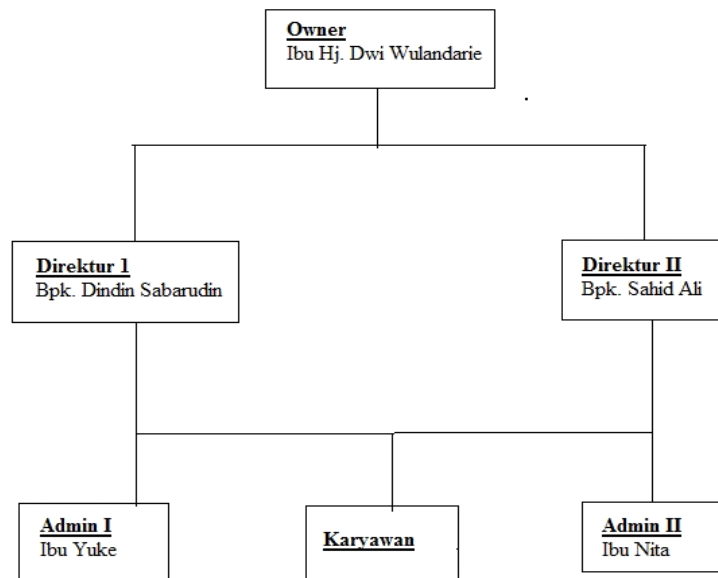 Owner
Ibu Hj. Dwi Wulandarie
Direktur 1
Bpk. Dindin Sabarudin
Direktur II
Bpk. Sahid Ali
Admin I
Ibu Yuke
Karyawan
Admin II
Ibu Nita